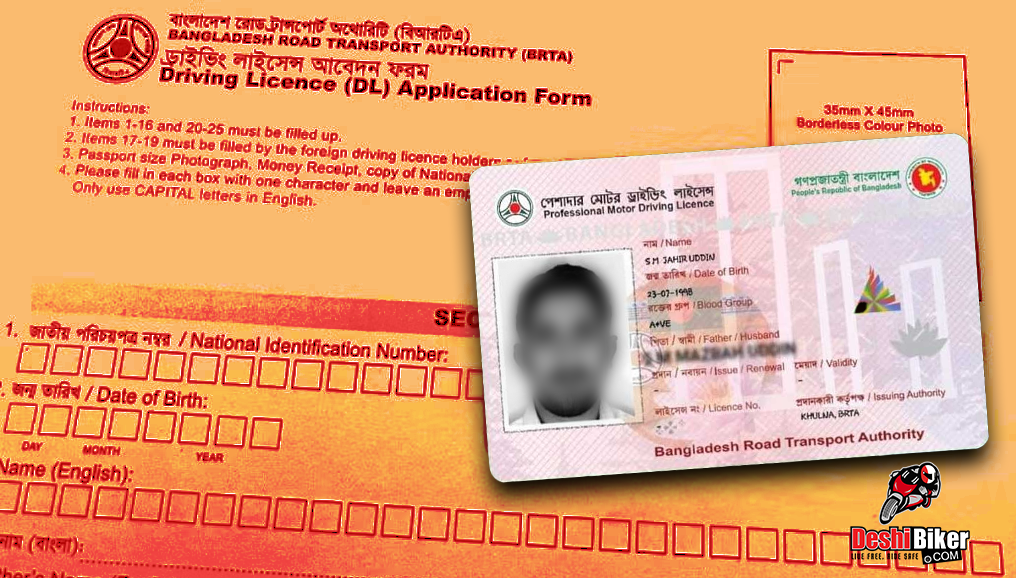 বাংলাদেশ রোড ট্রান্সপোর্ট অথোরিটি (বিআরটিএ)
BANGLADESH ROAD TRANSPORT AUTHORITY (BRTA)
ড্রাইভিং লাইসেন্স আবেদন ফরম
Driving Licence (DL) Application Form
Instructions:
1. Items 1-16 and 20-25 must be filled up.
2. Items 17-19 must be filled by the foreign driving licence holders
3. Passport size Photograph, Money Receipt, copy of Nationa
4. Please fill in each box with one character and leave an emp
Only use CAPITAL letters in English.
35mm X 45mm
Borderless Colour Photo
SEC
1. জাতীয় পরিচয়পত্র নম্বর / National Identification Number:
. জন্ম তারিখ / Date of Birth:
DAY MONTH YEAR
Name (English):
নাম (বাংলা):
her's Name
পেশাদার মোটর ড্রাইভিং লাইসেন্স
Professional Motor Driving Licence
গণপ্রজাতন্ত্রী বাংলাদেশ
People's Republic of Bangladesh
BRTA BANGLADESH BRTA
নাম / Name
S M JAHIR UDDIN
জন্ম তারিখ / Date of Birth
23-07-1998
রক্তের গ্রুপ / Blood Group
A+VE
পিতা / স্বামী / Father / Husband
S M MAZBAH UDDIN
প্রদান / নবায়ন / Issue / Renewal মেয়াদ / Validity
- -
লাইসেন্স নং / Licence No. প্রদানকারী কর্তৃপক্ষ / Issuing Authority
KHULNA, BRTA
Bangladesh Road Transport Authority
DeshiBiker
LIVE FREE, RIDE SAFE .COM